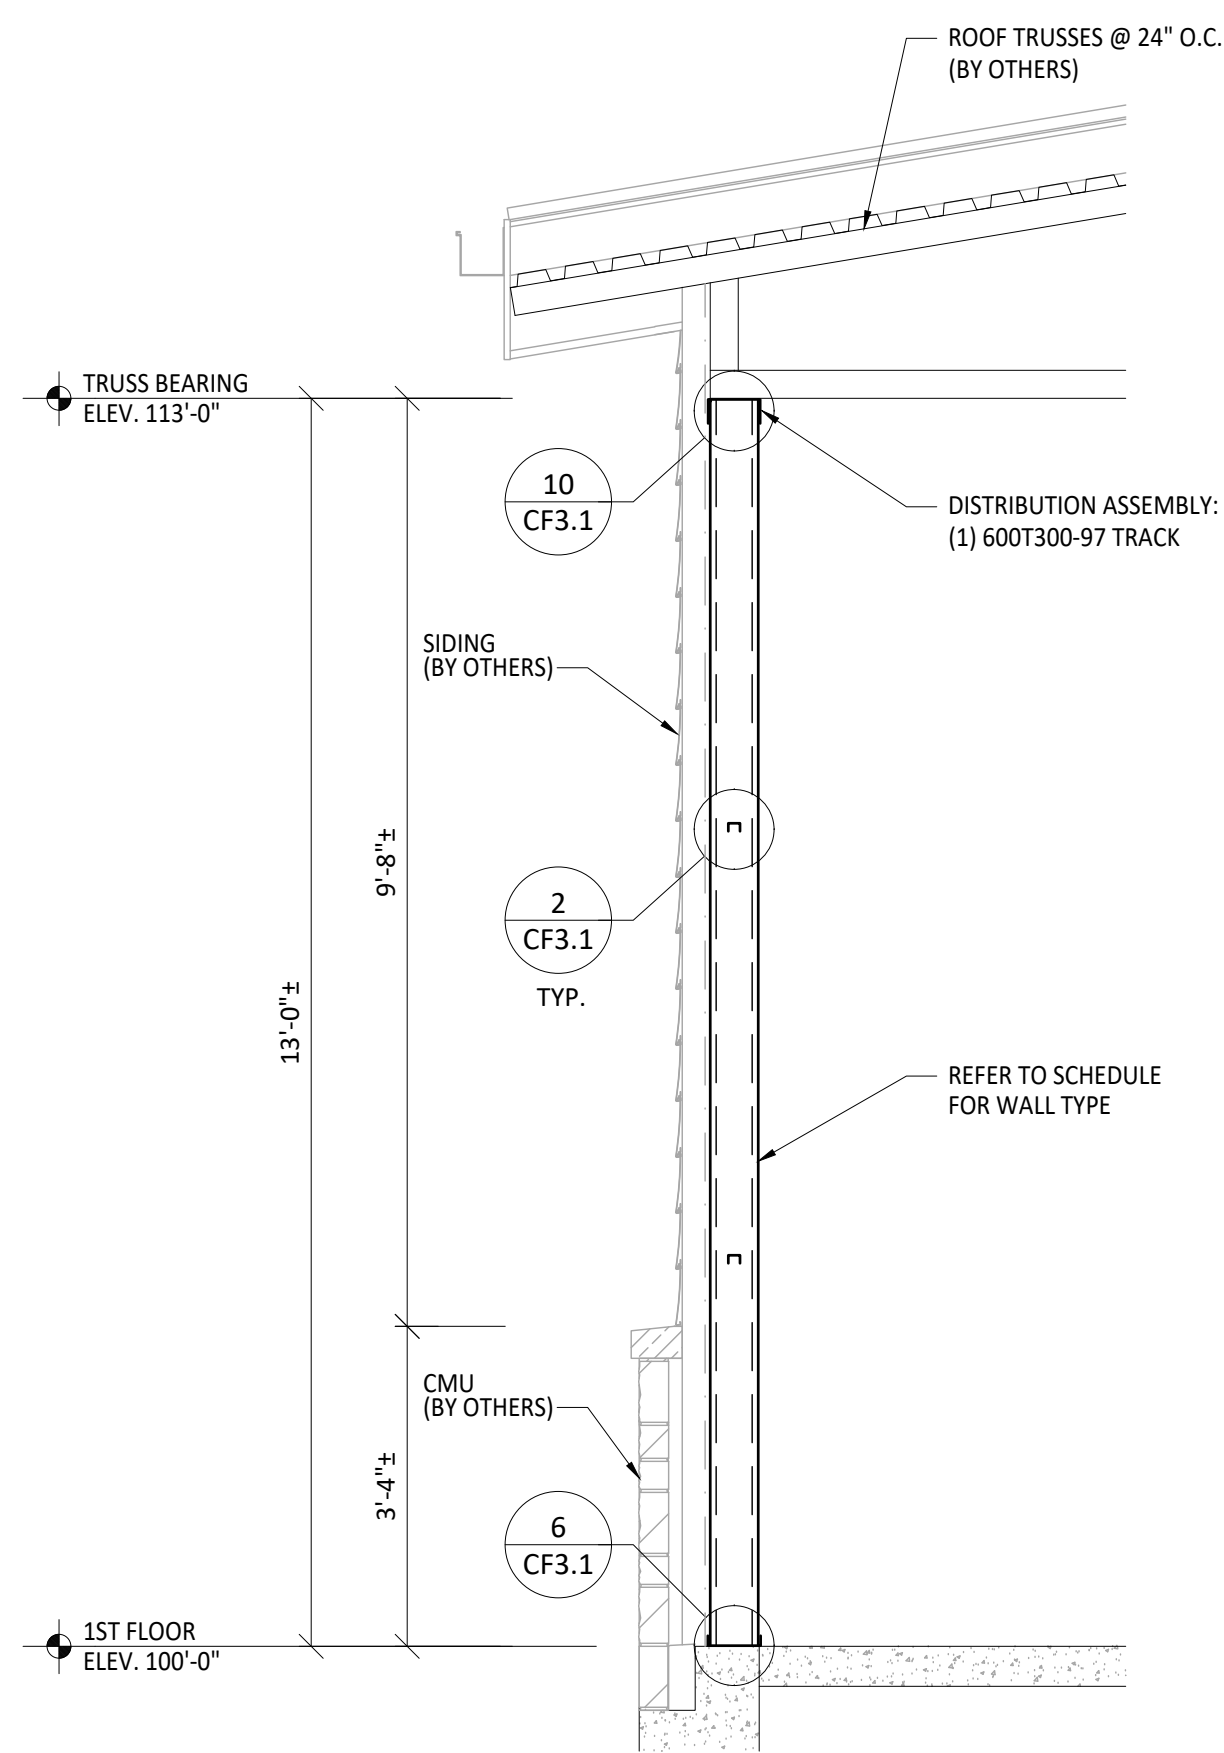 ROOF TRUSSES @ 24" O.C.
(BY OTHERS)
TRUSS BEARING
ELEV. 113'-0"
10
CF3.1
DISTRIBUTION ASSEMBLY:
(1) 600T300-97 TRACK
SIDING
(BY OTHERS)
9'-8"±
2
CF3.1
TYP.
13'-0"±
REFER TO SCHEDULE
FOR WALL TYPE
CMU
(BY OTHERS)
3'-4"±
6
CF3.1
1ST FLOOR
ELEV. 100'-0"